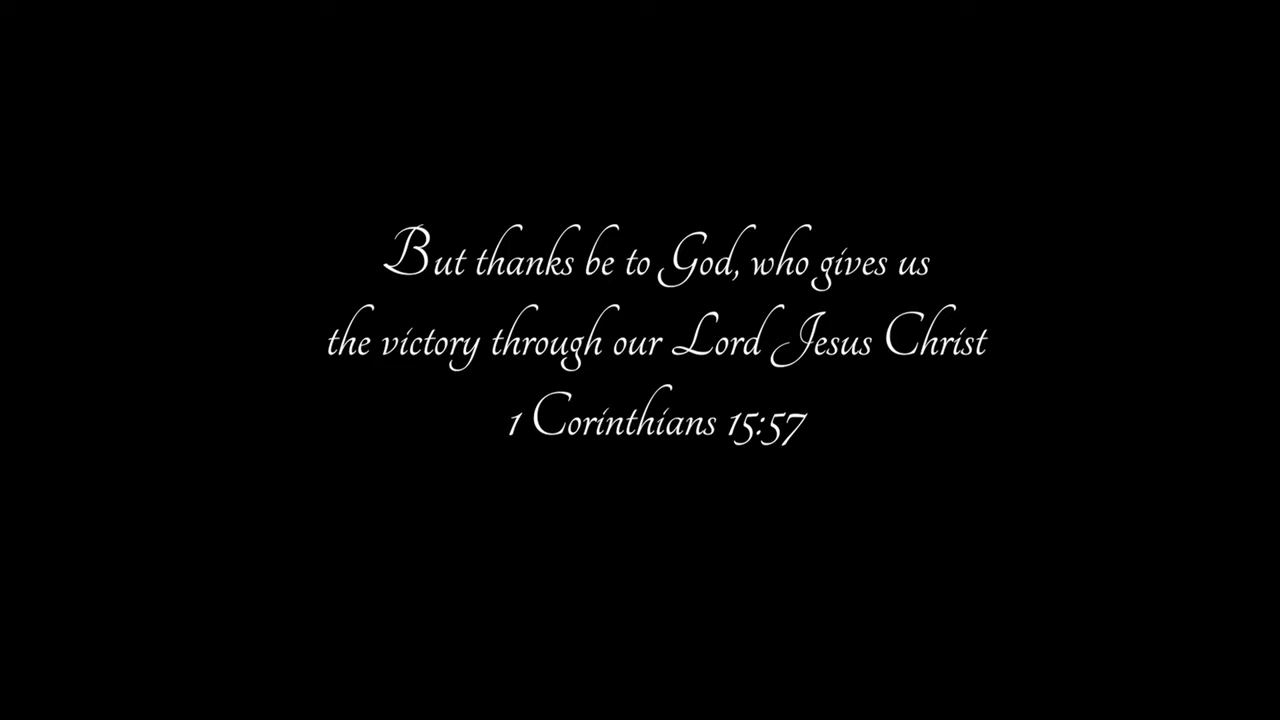 But thanks be to God, who gives us
the victory through our Lord Jesus Christ
1 Corinthians 15:57